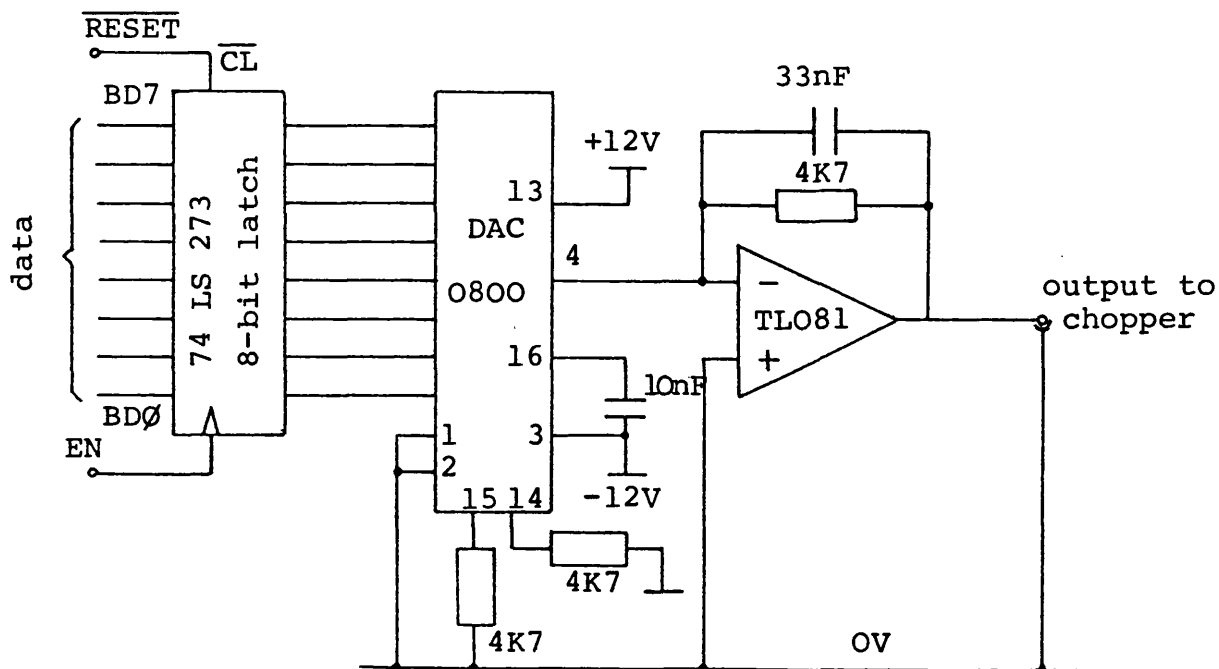 RESET
CL
BD7
data
BDØ
EN
74 LS 273
8-bit latch
DAC
0800
13
4
16
3
1
2
15
14
+12V
-12V
10nF
4K7
4K7
33nF
4K7
-
TL081
+
output to
chopper
0V